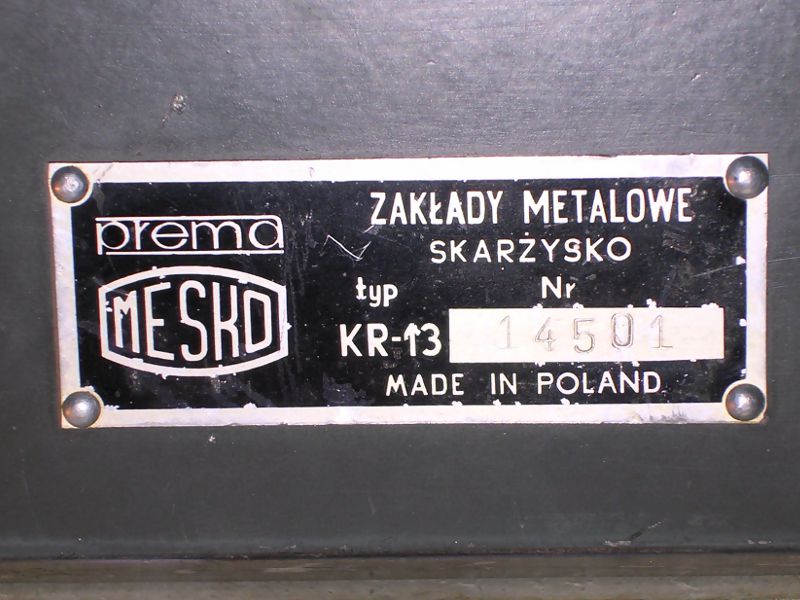 prema
MESKO
ZAKŁADY METALOWE
SKARŻYSKO
typ Nr
KR-13 14501
MADE IN POLAND